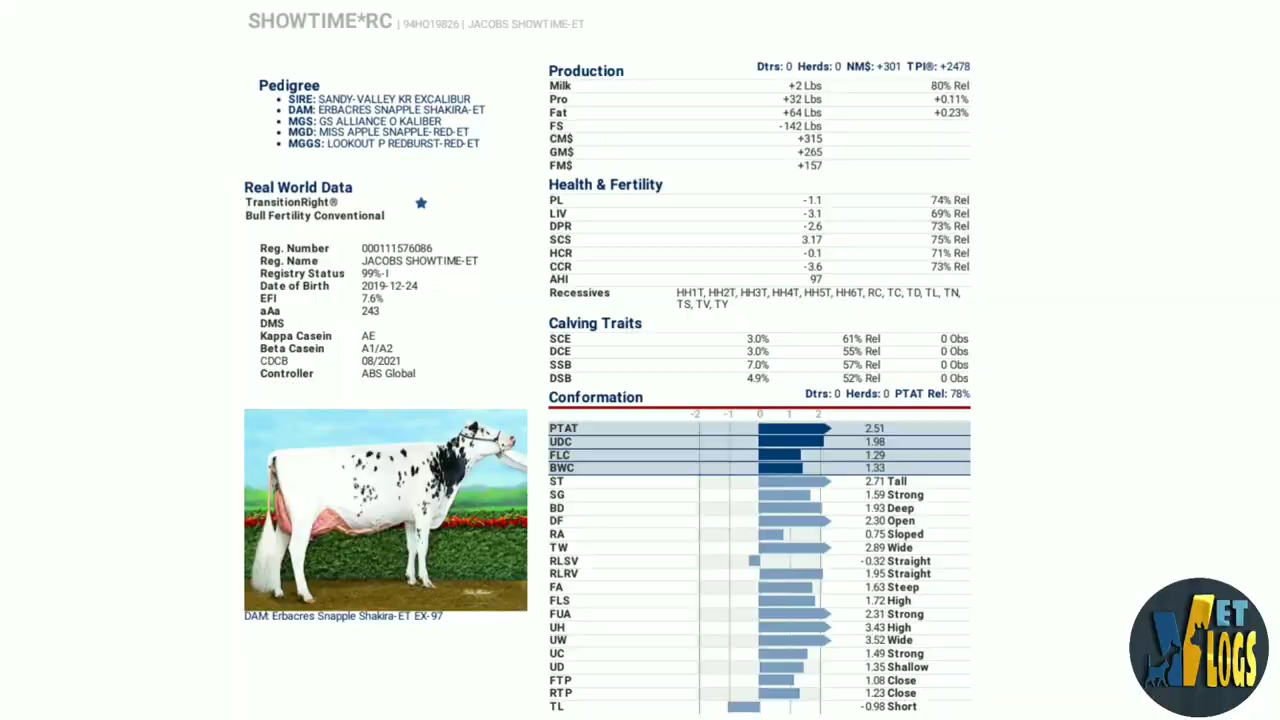 SHOWTIME*RC | 94HO19826 | JACOBS SHOWTIME-ET
Pedigree
• SIRE: SANDY-VALLEY KR EXCALIBUR
• DAM: ERBACRES SNAPPLE SHAKIRA-ET
• MGS: GS ALLIANCE O KALIBER
• MGD: MISS APPLE SNAPPLE-RED-ET
• MGGS: LOOKOUT P REDBURST-RED-ET
Real World Data
TransitionRight® ★
Bull Fertility Conventional
Reg. Number 000111576086
Reg. Name JACOBS SHOWTIME-ET
Registry Status 99%-I
Date of Birth 2019-12-24
EFI 7.6%
aAa 243
DMS
Kappa Casein AE
Beta Casein A1/A2
CDCB 08/2021
Controller ABS Global
DAM: Erbacres Snapple Shakira-ET EX-97
Production Dtrs: 0 Herds: 0 NM$: +301 TPI®: +2478
Milk +2 Lbs 80% Rel
Pro +32 Lbs +0.11%
Fat +64 Lbs +0.23%
FS -142 Lbs
CM$ +315
GM$ +265
FM$ +157
Health & Fertility
PL -1.1 74% Rel
LIV -3.1 69% Rel
DPR -2.6 73% Rel
SCS 3.17 75% Rel
HCR -0.1 71% Rel
CCR -3.6 73% Rel
AHI 97
Recessives HH1T, HH2T, HH3T, HH4T, HH5T, HH6T, RC, TC, TD, TL, TN,
TS, TV, TY
Calving Traits
SCE 3.0% 61% Rel 0 Obs
DCE 3.0% 55% Rel 0 Obs
SSB 7.0% 57% Rel 0 Obs
DSB 4.9% 52% Rel 0 Obs
Conformation Dtrs: 0 Herds: 0 PTAT Rel: 78%
-2 -1 0 1 2
PTAT 2.51
UDC 1.98
FLC 1.29
BWC 1.33
ST 2.71 Tall
SG 1.59 Strong
BD 1.93 Deep
DF 2.30 Open
RA 0.75 Sloped
TW 2.89 Wide
RLSV -0.32 Straight
RLRV 1.95 Straight
FA 1.63 Steep
FLS 1.72 High
FUA 2.31 Strong
UH 3.43 High
UW 3.52 Wide
UC 1.49 Strong
UD 1.35 Shallow
FTP 1.08 Close
RTP 1.23 Close
TL -0.98 Short
VET
VLOGS